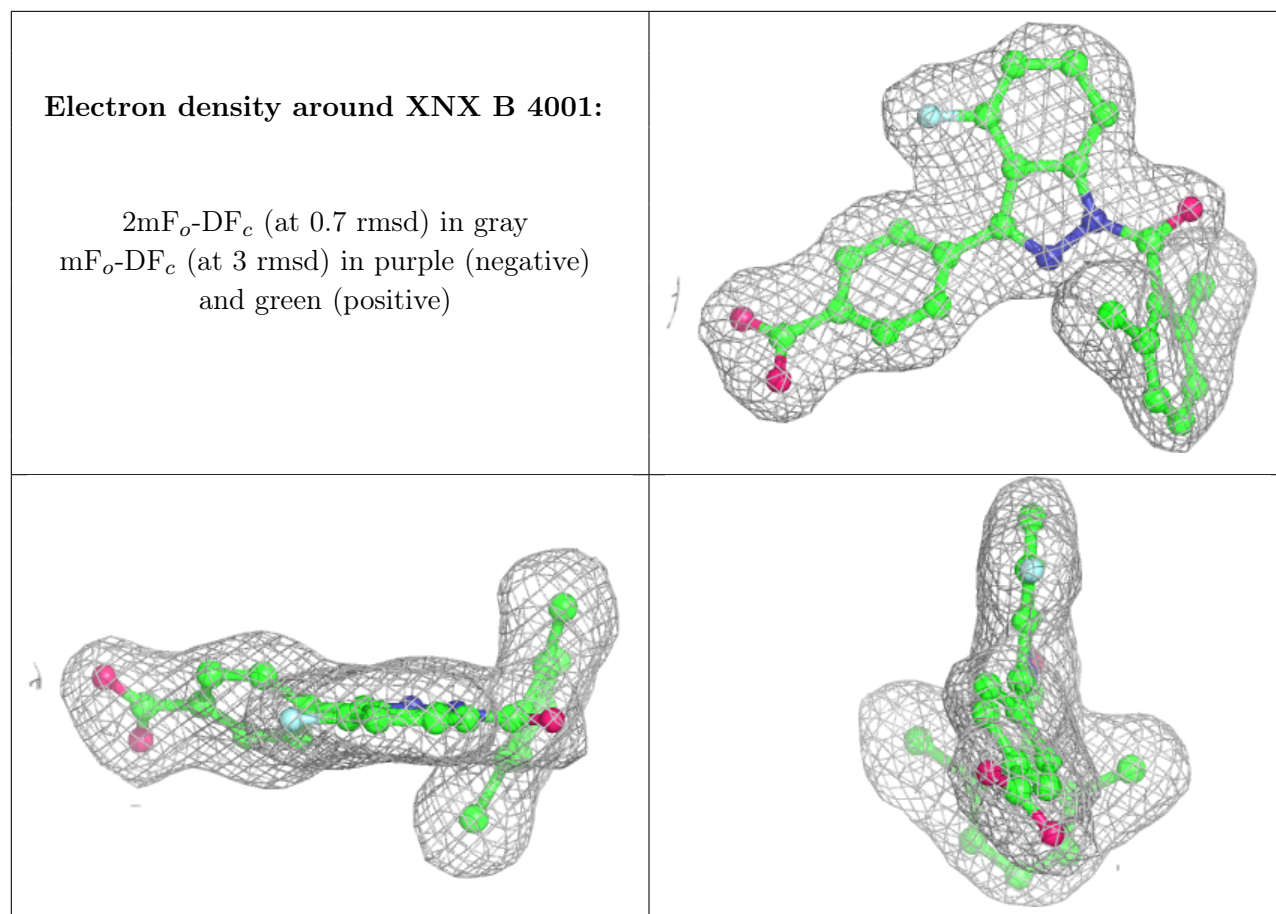 Electron density around XNX B 4001:
2mFo-DFc (at 0.7 rmsd) in gray
mFo-DFc (at 3 rmsd) in purple (negative)
and green (positive)